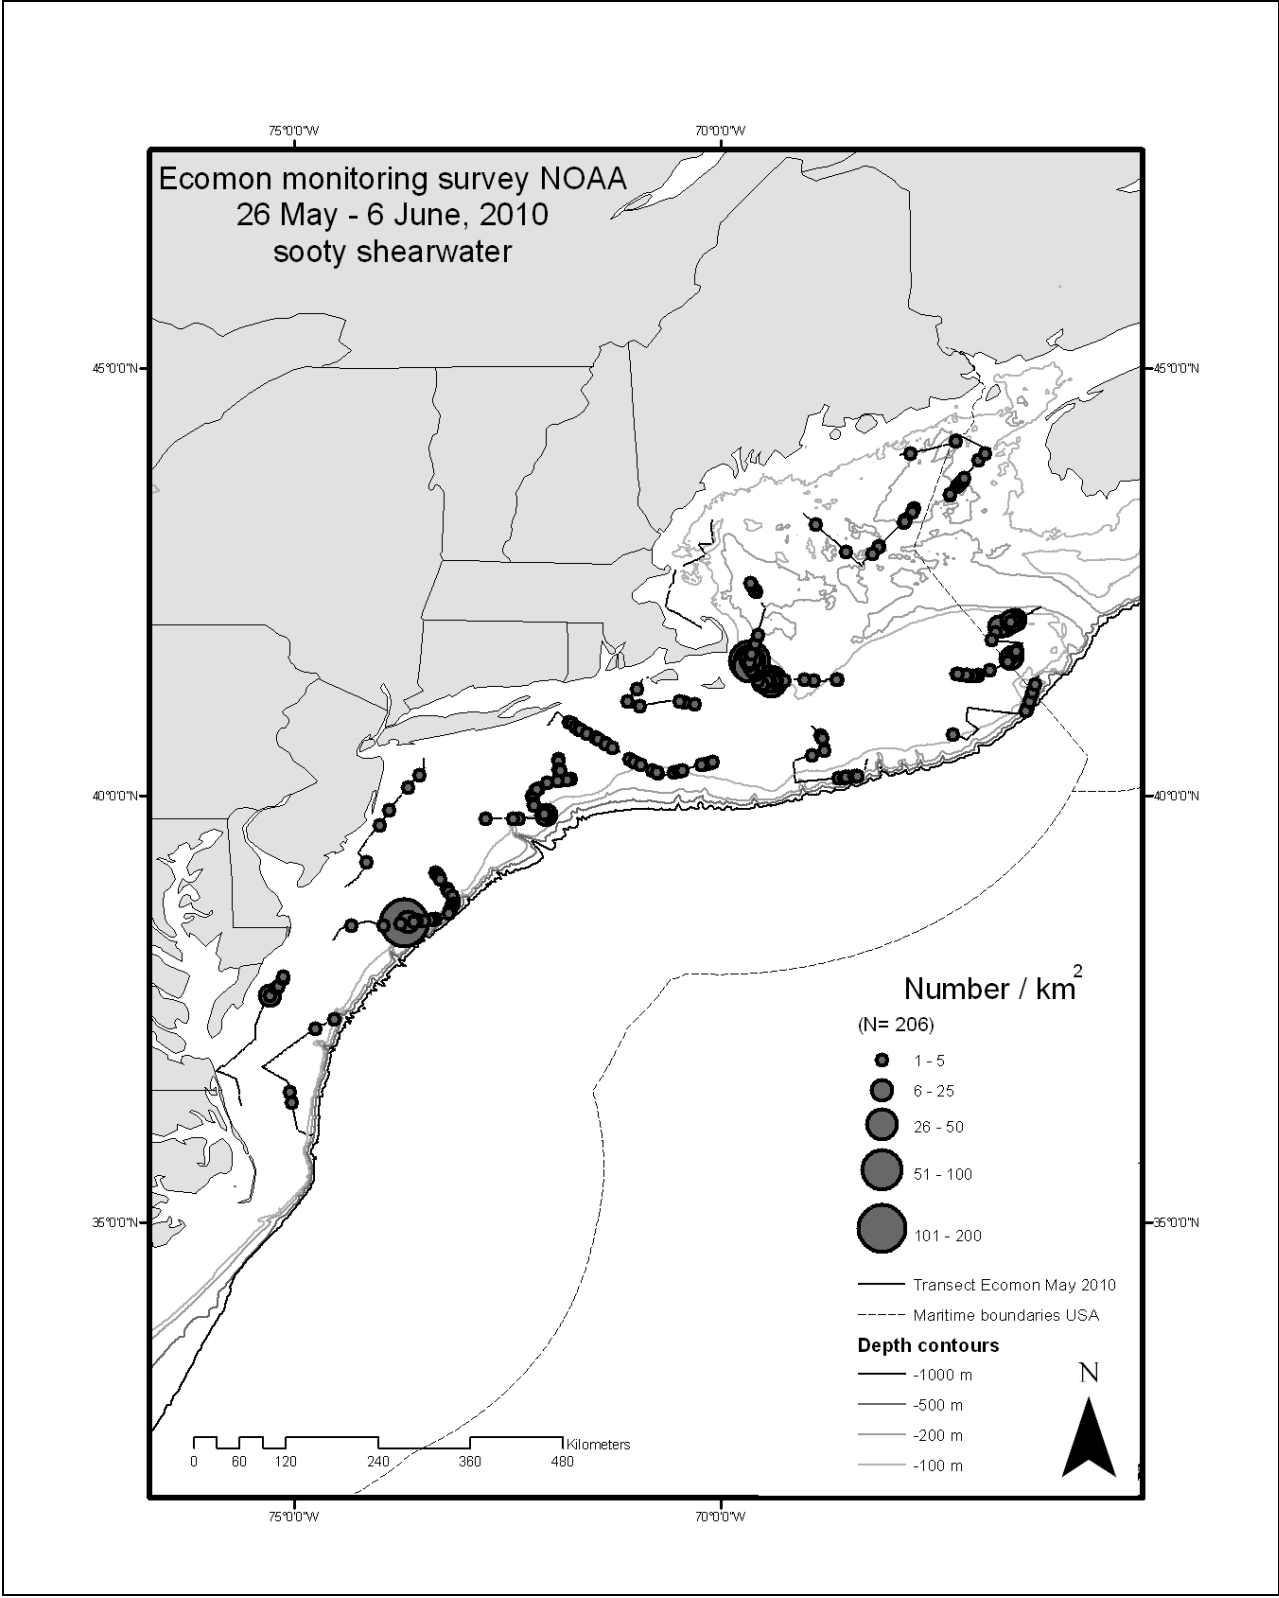 75°0'0"W
70°0'0"W
Ecomon monitoring survey NOAA
26 May - 6 June, 2010
sooty shearwater
45°0'0"N
45°0'0"N
40°0'0"N
40°0'0"N
35°0'0"N
35°0'0"N
Number / km2
(N= 206)
1 - 5
6 - 25
26 - 50
51 - 100
101 - 200
Transect Ecomon May 2010
Maritime boundaries USA
Depth contours
-1000 m
-500 m
-200 m
-100 m
N
Kilometers
0 60 120 240 360 480
75°0'0"W
70°0'0"W